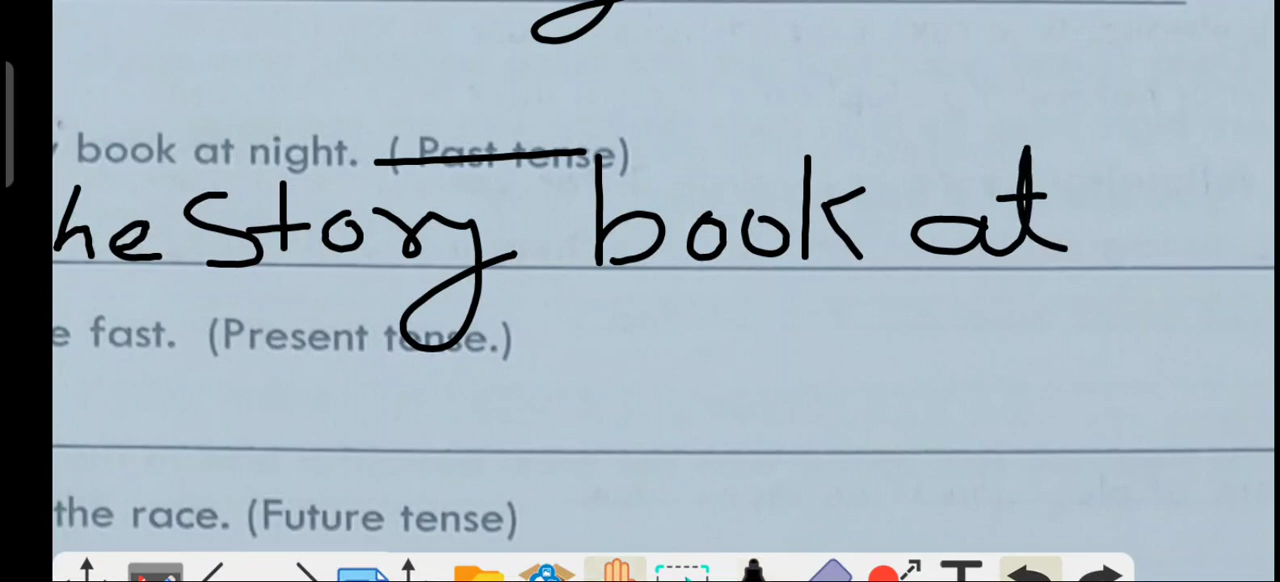 book at night. ( Past tense)
he Story book at
e fast. (Present tense.)
the race. (Future tense)